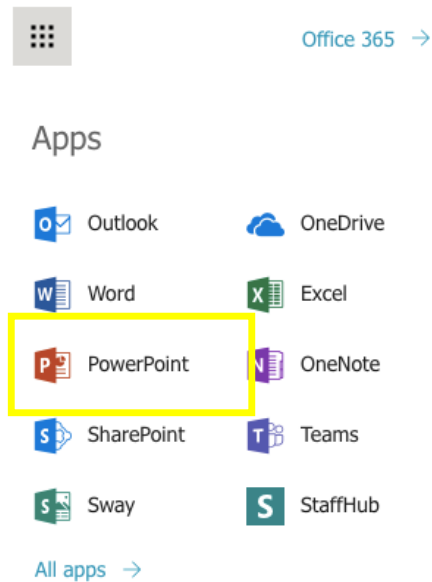 Office 365 →
Apps
Outlook OneDrive
Word Excel
PowerPoint OneNote
SharePoint Teams
Sway StaffHub
All apps →